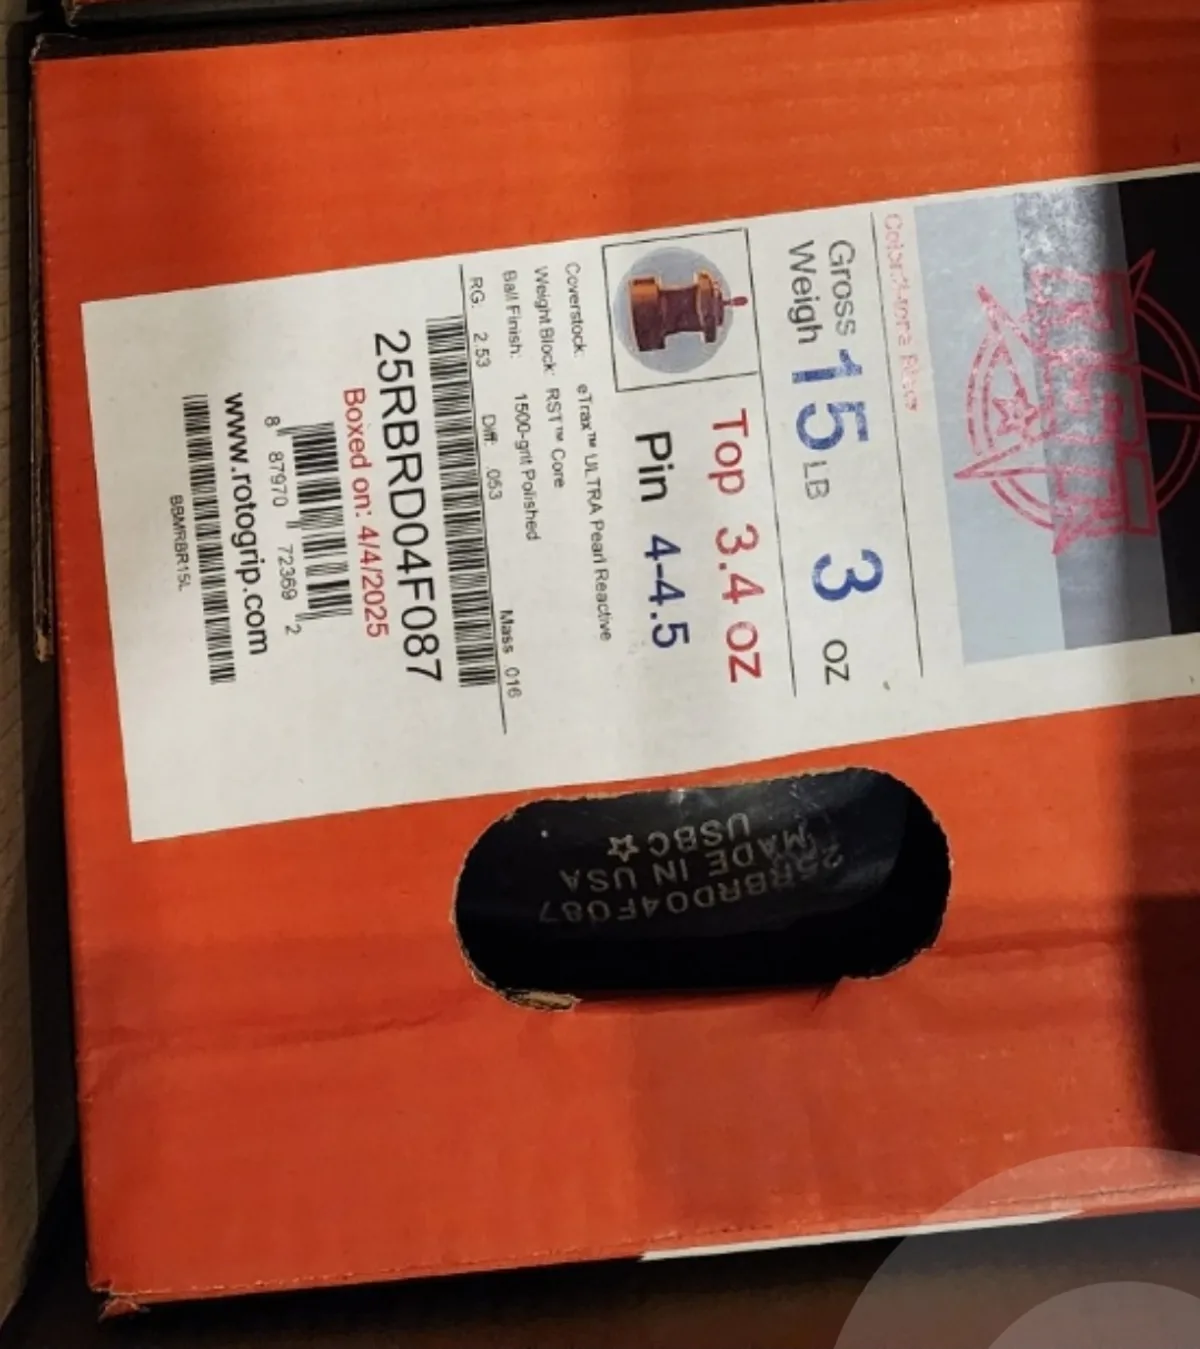 Gross
Weigh 15 LB 3 oz
Top 3.4 oz
Pin 4-4.5
Coverstock: eTrax™ ULTRA Pearl Reactive
Weight Block: RST™ Core
Ball Finish: 1500-grit Polished
RG: 2.53 Diff: .053 Mass .016
25RBRD04F087
Boxed on: 4/4/2025
8 87970 72369 2
www.rotogrip.com
BBMRBR15L
USBC
MADE IN USA
25RBRD04F087